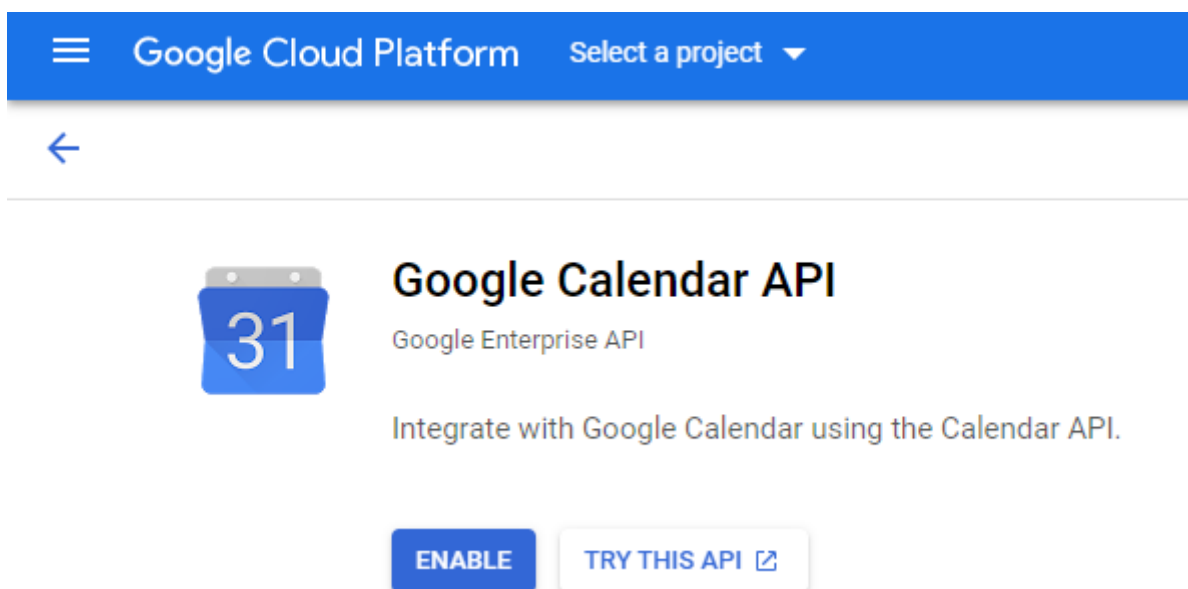 Google Cloud Platform Select a project
Google Calendar API
31
Google Enterprise API
Integrate with Google Calendar using the Calendar API.
ENABLE TRY THIS API